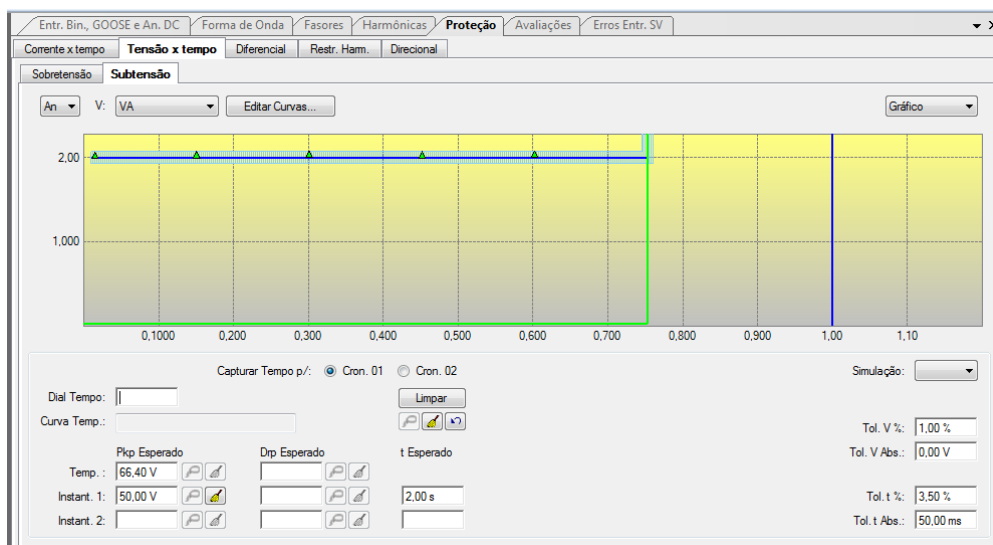 Entr. Bin., GOOSE e An. DC Forma de Onda Fasores Harmônicas Proteção Avaliações Erros Entr. SV
Corrente x tempo Tensão x tempo Diferencial Restr. Harm. Direcional
Sobretensão Subtensão
An V: VA Editar Curvas... Gráfico
2,00
1,000
0,1000 0,200 0,300 0,400 0,500 0,600 0,700 0,800 0,900 1,00 1,10
Capturar Tempo p/: Cron. 01 Cron. 02 Simulação:
Dial Tempo: Limpar
Curva Temp.: Tol. V %: 1,00 %
Pkp Esperado Drp Esperado t Esperado Tol. V Abs.: 0,00 V
Temp. : 66,40 V
Instant. 1: 50,00 V 2,00 s Tol. t %: 3,50 %
Instant. 2: Tol. t Abs.: 50,00 ms